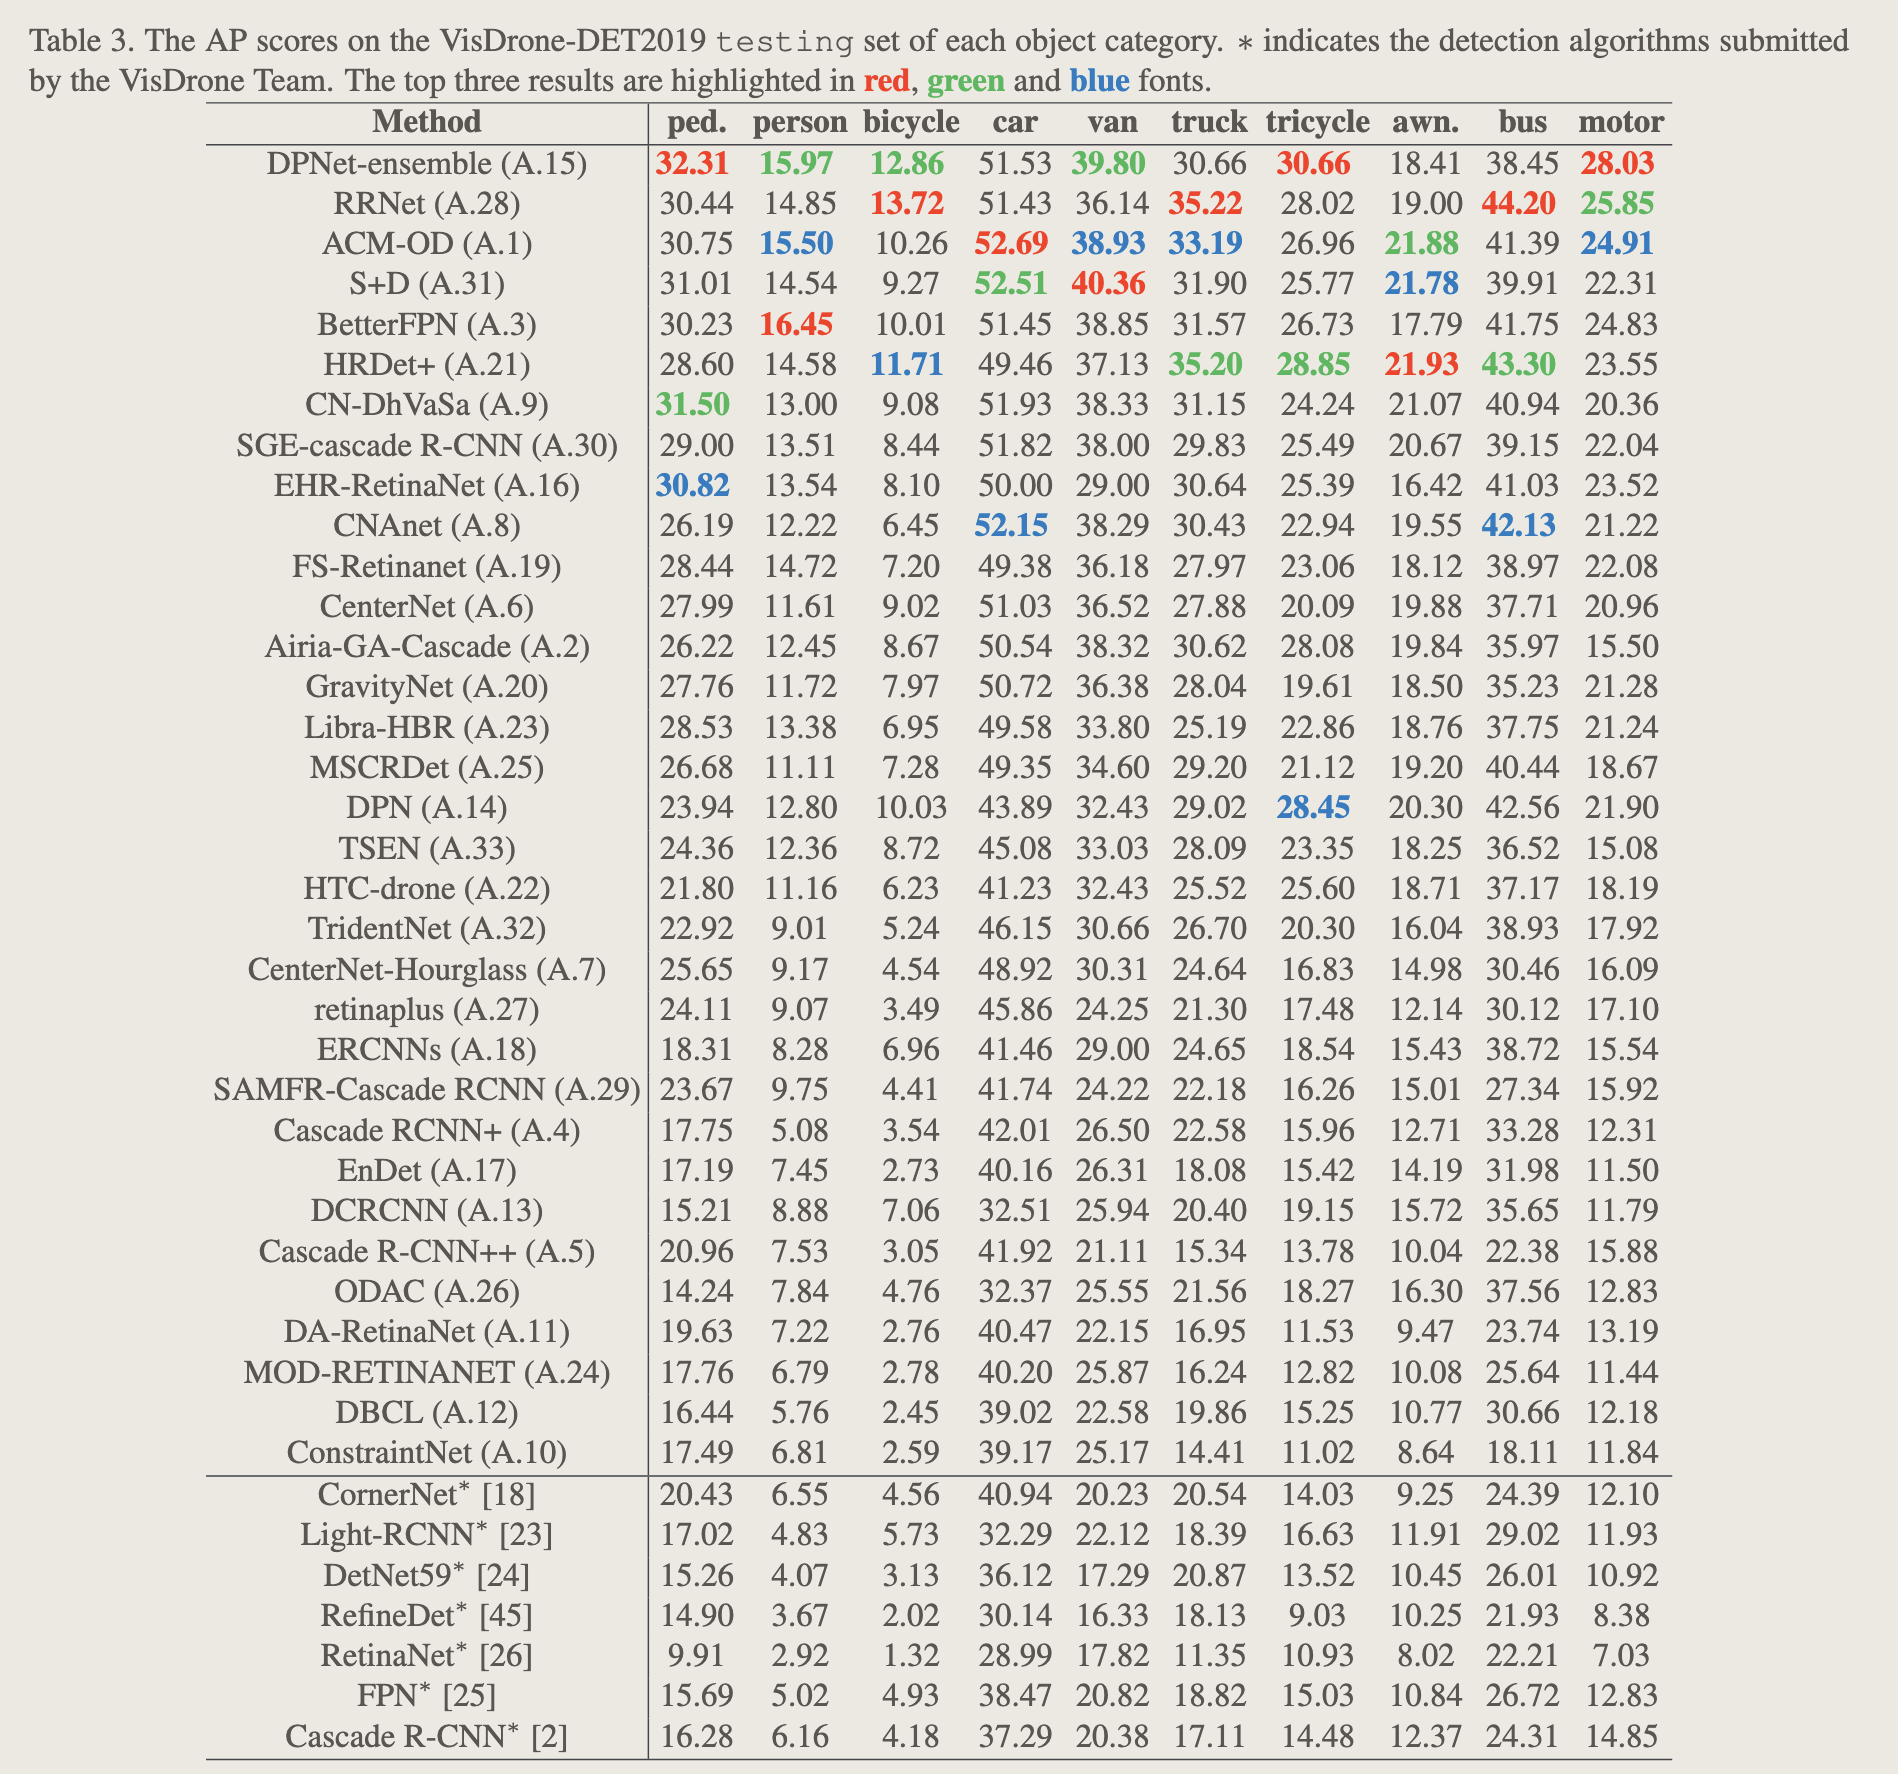 Table 3. The AP scores on the VisDrone-DET2019 testing set of each object category. ∗ indicates the detection algorithms submitted
by the VisDrone Team. The top three results are highlighted in red, green and blue fonts.
Method ped. person bicycle car van truck tricycle awn. bus motor
DPNet-ensemble (A.15) 32.31 15.97 12.86 51.53 39.80 30.66 30.66 18.41 38.45 28.03
RRNet (A.28) 30.44 14.85 13.72 51.43 36.14 35.22 28.02 19.00 44.20 25.85
ACM-OD (A.1) 30.75 15.50 10.26 52.69 38.93 33.19 26.96 21.88 41.39 24.91
S+D (A.31) 31.01 14.54 9.27 52.51 40.36 31.90 25.77 21.78 39.91 22.31
BetterFPN (A.3) 30.23 16.45 10.01 51.45 38.85 31.57 26.73 17.79 41.75 24.83
HRDet+ (A.21) 28.60 14.58 11.71 49.46 37.13 35.20 28.85 21.93 43.30 23.55
CN-DhVaSa (A.9) 31.50 13.00 9.08 51.93 38.33 31.15 24.24 21.07 40.94 20.36
SGE-cascade R-CNN (A.30) 29.00 13.51 8.44 51.82 38.00 29.83 25.49 20.67 39.15 22.04
EHR-RetinaNet (A.16) 30.82 13.54 8.10 50.00 29.00 30.64 25.39 16.42 41.03 23.52
CNAnet (A.8) 26.19 12.22 6.45 52.15 38.29 30.43 22.94 19.55 42.13 21.22
FS-Retinanet (A.19) 28.44 14.72 7.20 49.38 36.18 27.97 23.06 18.12 38.97 22.08
CenterNet (A.6) 27.99 11.61 9.02 51.03 36.52 27.88 20.09 19.88 37.71 20.96
Airia-GA-Cascade (A.2) 26.22 12.45 8.67 50.54 38.32 30.62 28.08 19.84 35.97 15.50
GravityNet (A.20) 27.76 11.72 7.97 50.72 36.38 28.04 19.61 18.50 35.23 21.28
Libra-HBR (A.23) 28.53 13.38 6.95 49.58 33.80 25.19 22.86 18.76 37.75 21.24
MSCRDet (A.25) 26.68 11.11 7.28 49.35 34.60 29.20 21.12 19.20 40.44 18.67
DPN (A.14) 23.94 12.80 10.03 43.89 32.43 29.02 28.45 20.30 42.56 21.90
TSEN (A.33) 24.36 12.36 8.72 45.08 33.03 28.09 23.35 18.25 36.52 15.08
HTC-drone (A.22) 21.80 11.16 6.23 41.23 32.43 25.52 25.60 18.71 37.17 18.19
TridentNet (A.32) 22.92 9.01 5.24 46.15 30.66 26.70 20.30 16.04 38.93 17.92
CenterNet-Hourglass (A.7) 25.65 9.17 4.54 48.92 30.31 24.64 16.83 14.98 30.46 16.09
retinaplus (A.27) 24.11 9.07 3.49 45.86 24.25 21.30 17.48 12.14 30.12 17.10
ERCNNs (A.18) 18.31 8.28 6.96 41.46 29.00 24.65 18.54 15.43 38.72 15.54
SAMFR-Cascade RCNN (A.29) 23.67 9.75 4.41 41.74 24.22 22.18 16.26 15.01 27.34 15.92
Cascade RCNN+ (A.4) 17.75 5.08 3.54 42.01 26.50 22.58 15.96 12.71 33.28 12.31
EnDet (A.17) 17.19 7.45 2.73 40.16 26.31 18.08 15.42 14.19 31.98 11.50
DCRCNN (A.13) 15.21 8.88 7.06 32.51 25.94 20.40 19.15 15.72 35.65 11.79
Cascade R-CNN++ (A.5) 20.96 7.53 3.05 41.92 21.11 15.34 13.78 10.04 22.38 15.88
ODAC (A.26) 14.24 7.84 4.76 32.37 25.55 21.56 18.27 16.30 37.56 12.83
DA-RetinaNet (A.11) 19.63 7.22 2.76 40.47 22.15 16.95 11.53 9.47 23.74 13.19
MOD-RETINANET (A.24) 17.76 6.79 2.78 40.20 25.87 16.24 12.82 10.08 25.64 11.44
DBCL (A.12) 16.44 5.76 2.45 39.02 22.58 19.86 15.25 10.77 30.66 12.18
ConstraintNet (A.10) 17.49 6.81 2.59 39.17 25.17 14.41 11.02 8.64 18.11 11.84
CornerNet∗ [18] 20.43 6.55 4.56 40.94 20.23 20.54 14.03 9.25 24.39 12.10
Light-RCNN∗ [23] 17.02 4.83 5.73 32.29 22.12 18.39 16.63 11.91 29.02 11.93
DetNet59∗ [24] 15.26 4.07 3.13 36.12 17.29 20.87 13.52 10.45 26.01 10.92
RefineDet∗ [45] 14.90 3.67 2.02 30.14 16.33 18.13 9.03 10.25 21.93 8.38
RetinaNet∗ [26] 9.91 2.92 1.32 28.99 17.82 11.35 10.93 8.02 22.21 7.03
FPN∗ [25] 15.69 5.02 4.93 38.47 20.82 18.82 15.03 10.84 26.72 12.83
Cascade R-CNN∗ [2] 16.28 6.16 4.18 37.29 20.38 17.11 14.48 12.37 24.31 14.85